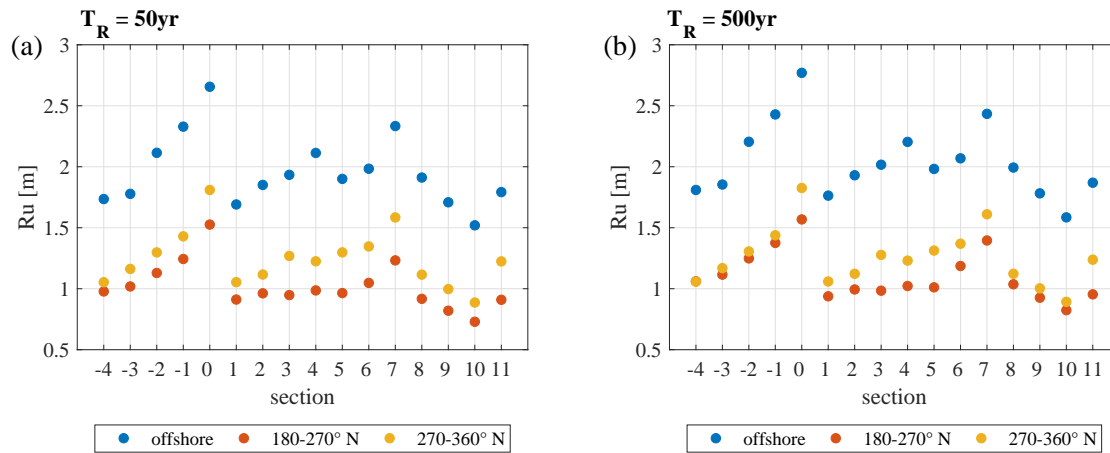 T_R = 50yr
(a)
3
2.5
2
1.5
1
0.5
Ru [m]
-4 -3 -2 -1 0 1 2 3 4 5 6 7 8 9 10 11
section
offshore 180-270° N 270-360° N
T_R = 500yr
(b)
3
2.5
2
1.5
1
0.5
Ru [m]
-4 -3 -2 -1 0 1 2 3 4 5 6 7 8 9 10 11
section
offshore 180-270° N 270-360° N